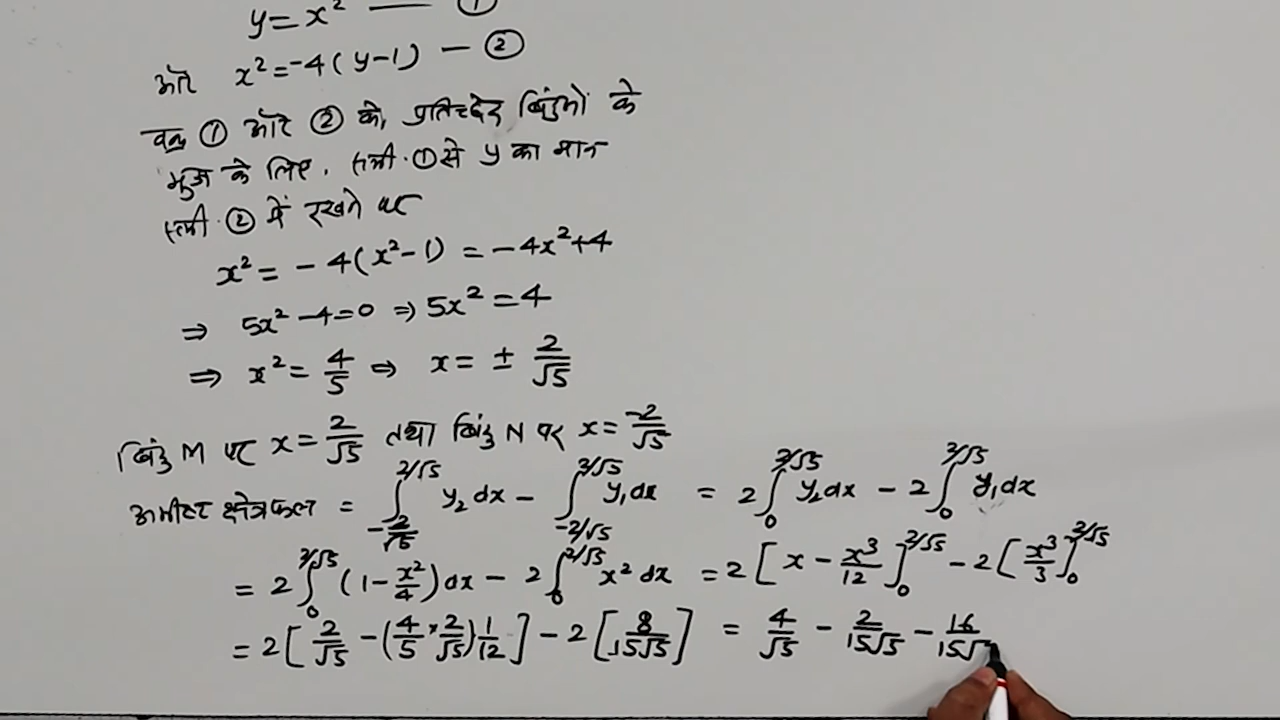 y = x² — ①
और x² = -4(y-1) — ②
वक्र ① और ② के, प्रतिच्छेद बिंदुओं के
भुज के लिए, समी. ① से y का मान
समी. ② में रखने पर
x² = -4(x²-1) = -4x²+4
⇒ 5x²-4=0 ⇒ 5x² = 4
⇒ x² = 4/5 ⇒ x = ± 2/√5
बिंदु M पर x = 2/√5 तथा बिंदु N पर x = -2/√5
अभीष्ट क्षेत्रफल = ∫_{-2/√5}^{2/√5} y₂ dx - ∫_{-2/√5}^{2/√5} y₁ dx = 2∫_0^{2/√5} y₂ dx - 2∫_0^{2/√5} y₁ dx
= 2∫_0^{2/√5} (1 - x²/4) dx - 2∫_0^{2/√5} x² dx = 2[x - x³/12]_0^{2/√5} - 2[x³/3]_0^{2/√5}
= 2[2/√5 - (4/5 × 2/√5) 1/12] - 2[8/15√5] = 4/√5 - 2/15√5 - 16/15√